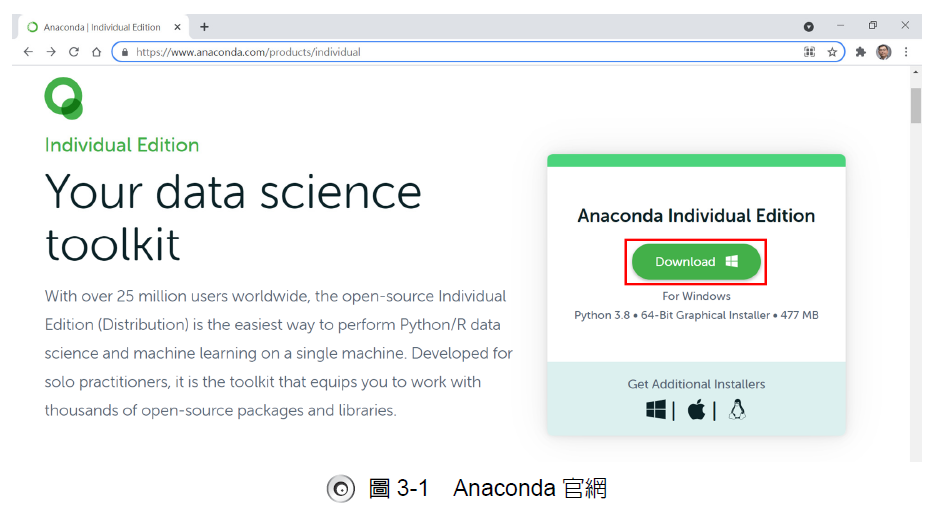 Anaconda | Individual Edition
https://www.anaconda.com/products/individual
Individual Edition
Your data science
toolkit
With over 25 million users worldwide, the open-source Individual
Edition (Distribution) is the easiest way to perform Python/R data
science and machine learning on a single machine. Developed for
solo practitioners, it is the toolkit that equips you to work with
thousands of open-source packages and libraries.
Anaconda Individual Edition
Download
For Windows
Python 3.8 • 64-Bit Graphical Installer • 477 MB
Get Additional Installers
圖 3-1 Anaconda 官網